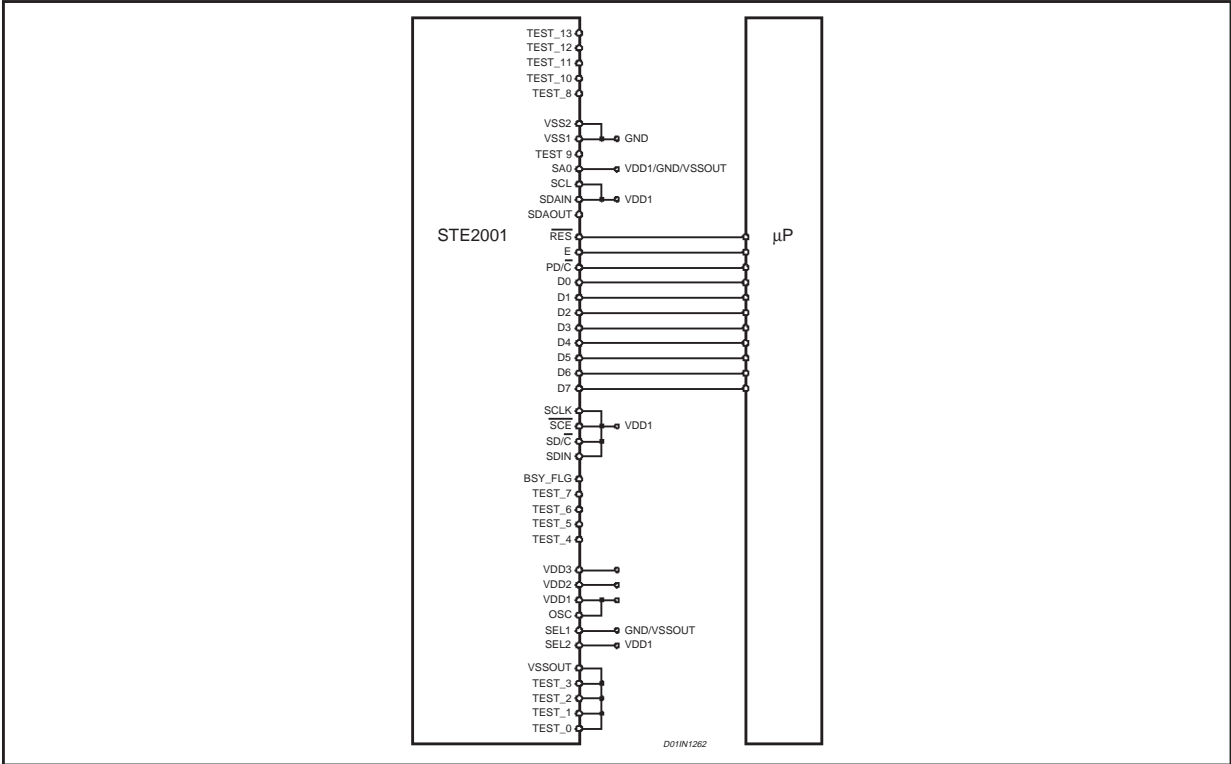 TEST_13
TEST_12
TEST_11
TEST_10
TEST_8
VSS2
VSS1 GND
TEST 9
SA0 VDD1/GND/VSSOUT
SCL
SDAIN VDD1
SDAOUT
STE2001 R̅E̅S̅ μP
E
PD/C̅
D0
D1
D2
D3
D4
D5
D6
D7
SCLK
S̅C̅E̅ VDD1
SD/C̅
SDIN
BSY_FLG
TEST_7
TEST_6
TEST_5
TEST_4
VDD3
VDD2
VDD1
OSC
SEL1 GND/VSSOUT
SEL2 VDD1
VSSOUT
TEST_3
TEST_2
TEST_1
TEST_0
D01IN1262